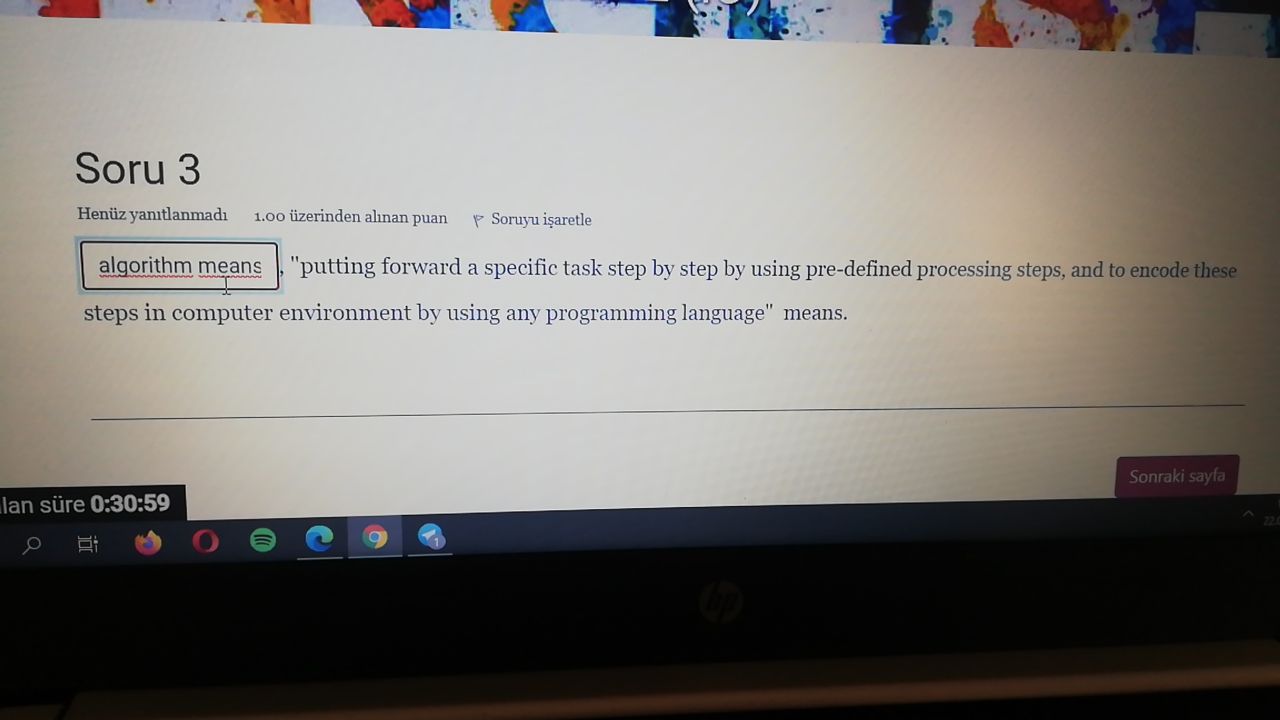 Soru 3
Henüz yanıtlanmadı 1.00 üzerinden alınan puan Soruyu işaretle
algorithm means , "putting forward a specific task step by step by using pre-defined processing steps, and to encode these
steps in computer environment by using any programming language" means.
Sonraki sayfa
lan süre 0:30:59
1
hp